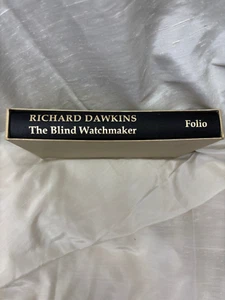 RICHARD DAWKINS
The Blind Watchmaker
Folio